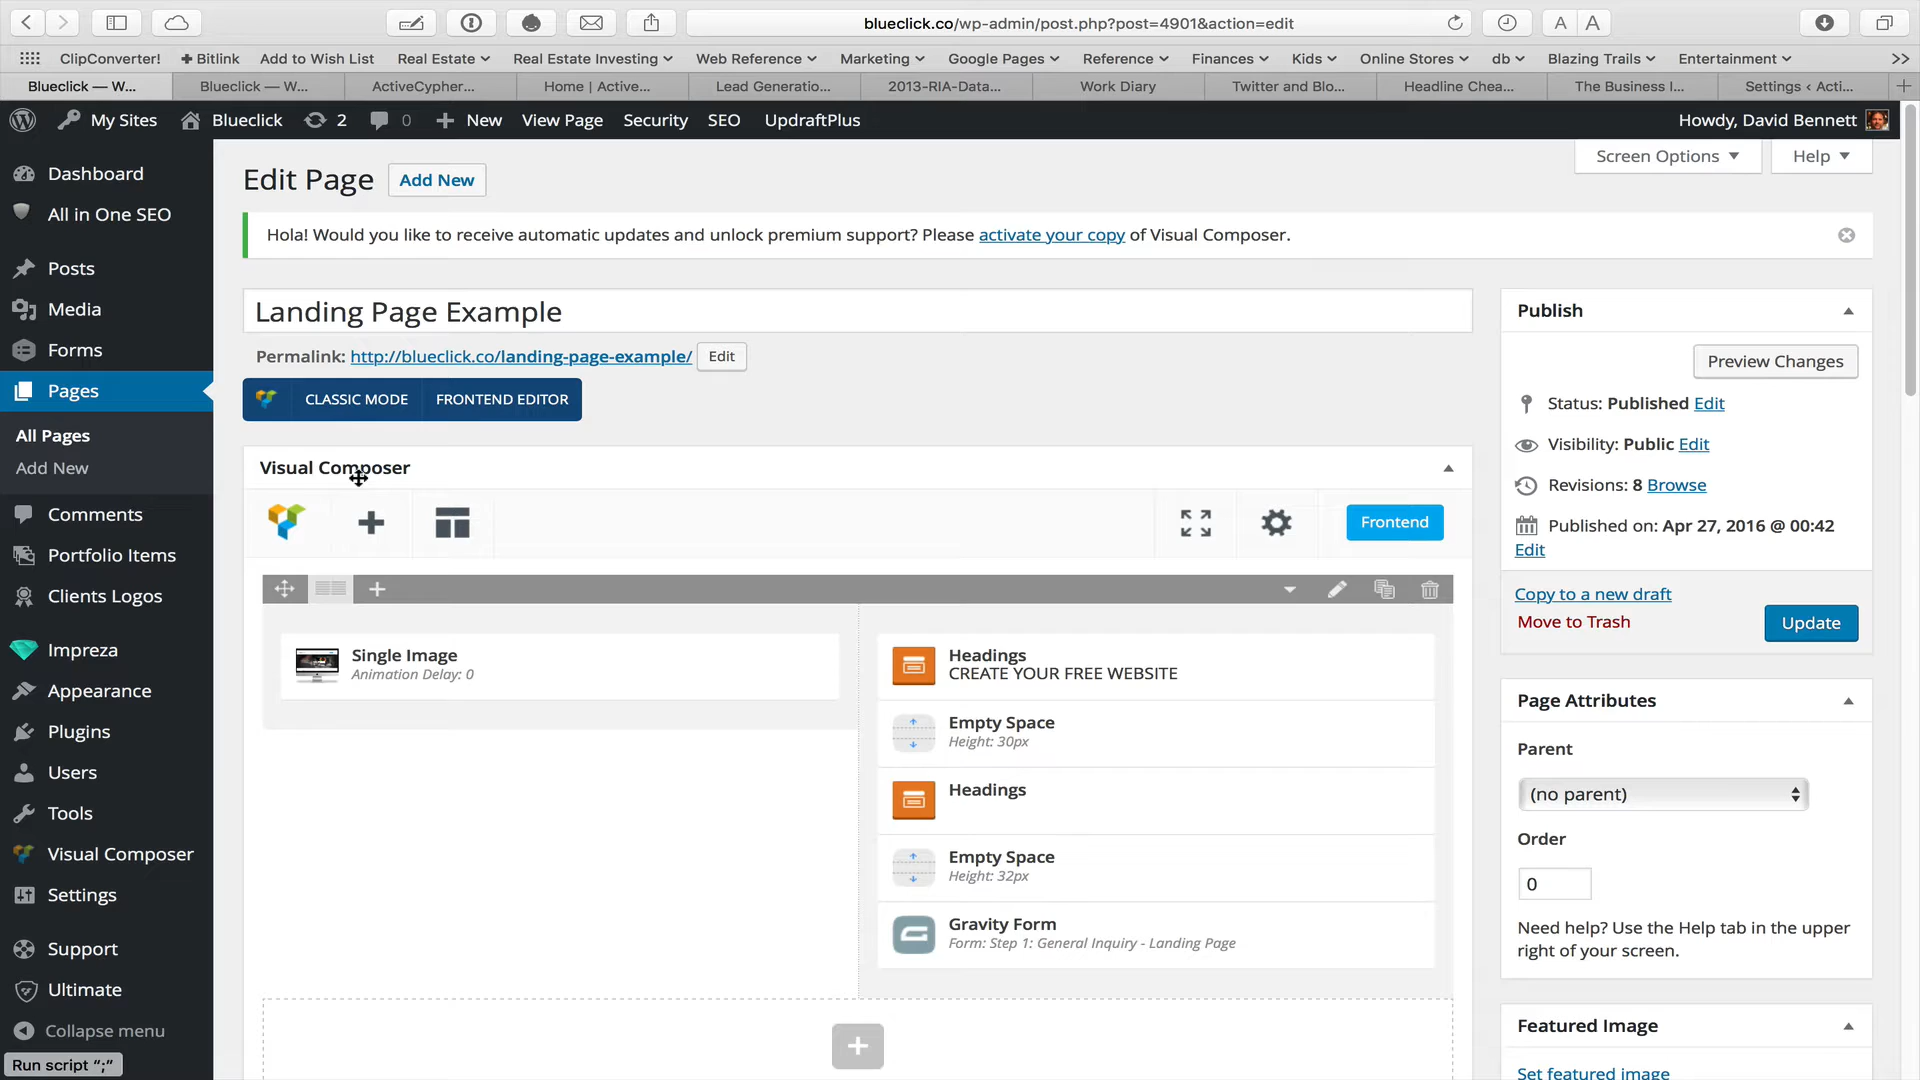 blueclick.co/wp-admin/post.php?post=4901&action=edit
A A
ClipConverter! Bitlink Add to Wish List Real Estate Real Estate Investing Web Reference Marketing Google Pages Reference Finances Kids Online Stores db Blazing Trails Entertainment >>
Blueclick — W... Blueclick — W... ActiveCypher... Home | Active... Lead Generatio... 2013-RIA-Data... Work Diary Twitter and Blo... Headline Chea... The Business I... Settings ‹ Acti...
My Sites Blueclick 2 0 New View Page Security SEO UpdraftPlus Howdy, David Bennett
Dashboard
All in One SEO
Posts
Media
Forms
Pages
All Pages
Add New
Comments
Portfolio Items
Clients Logos
Impreza
Appearance
Plugins
Users
Tools
Visual Composer
Settings
Support
Ultimate
Collapse menu
Run script “;”
Screen Options Help
Edit Page Add New
Hola! Would you like to receive automatic updates and unlock premium support? Please activate your copy of Visual Composer.
Landing Page Example
Permalink: http://blueclick.co/landing-page-example/ Edit
CLASSIC MODE FRONTEND EDITOR
Visual Composer
Frontend
Single Image
Animation Delay: 0
Headings
CREATE YOUR FREE WEBSITE
Empty Space
Height: 30px
Headings
Empty Space
Height: 32px
Gravity Form
Form: Step 1: General Inquiry - Landing Page
Publish
Preview Changes
Status: Published Edit
Visibility: Public Edit
Revisions: 8 Browse
Published on: Apr 27, 2016 @ 00:42
Edit
Copy to a new draft
Move to Trash
Update
Page Attributes
Parent
(no parent)
Order
0
Need help? Use the Help tab in the upper
right of your screen.
Featured Image
Set featured image